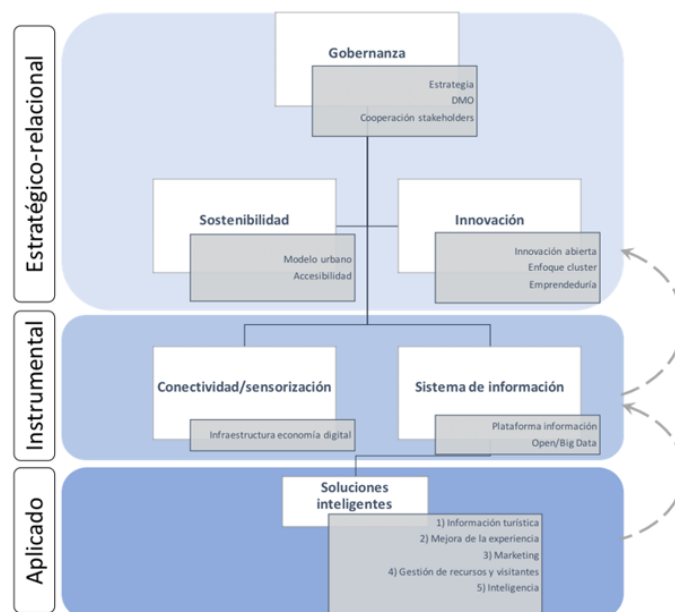 Estratégico-relacional
Gobernanza
Estrategia
DMO
Cooperación stakeholders
Sostenibilidad
Modelo urbano
Accesibilidad
Innovación
Innovación abierta
Enfoque cluster
Emprendeduría
Instrumental
Conectividad/sensorización
Infraestructura economía digital
Sistema de información
Plataforma información
Open/Big Data
Aplicado
Soluciones
inteligentes
1) Información turística
2) Mejora de la experiencia
3) Marketing
4) Gestión de recursos y visitantes
5) Inteligencia